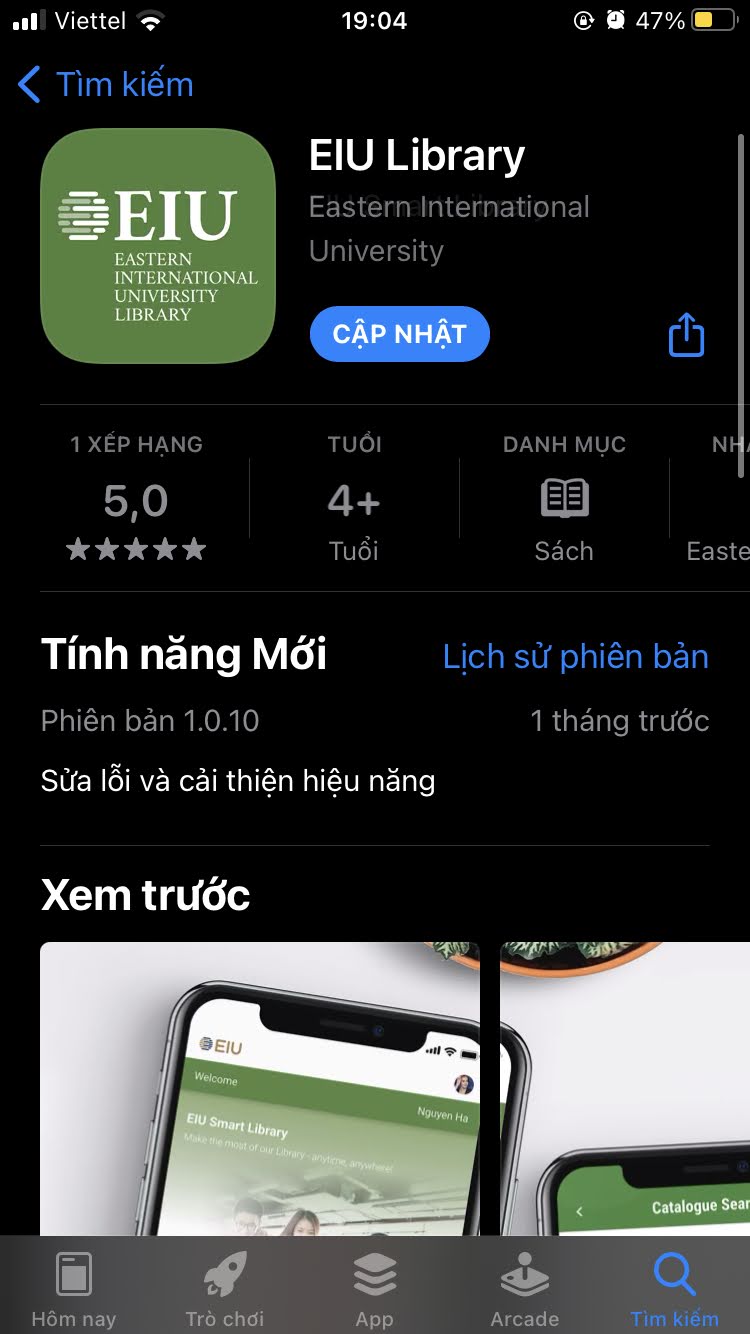 Viettel
19:04
47%
Tìm kiếm
EIU
EASTERN
INTERNATIONAL
UNIVERSITY
LIBRARY
EIU Library
Eastern International
University
CẬP NHẬT
1 XẾP HẠNG
5,0
TUỔI
4+
Tuổi
DANH MỤC
Sách
NH
Easte
Tính năng Mới
Lịch sử phiên bản
Phiên bản 1.0.10
1 tháng trước
Sửa lỗi và cải thiện hiệu năng
Xem trước
EIU
Welcome
Nguyen Ha
EIU Smart Library
Make the most of our Library - anytime, anywhere!
Catalogue Sear
Hôm nay
Trò chơi
App
Arcade
Tìm kiếm